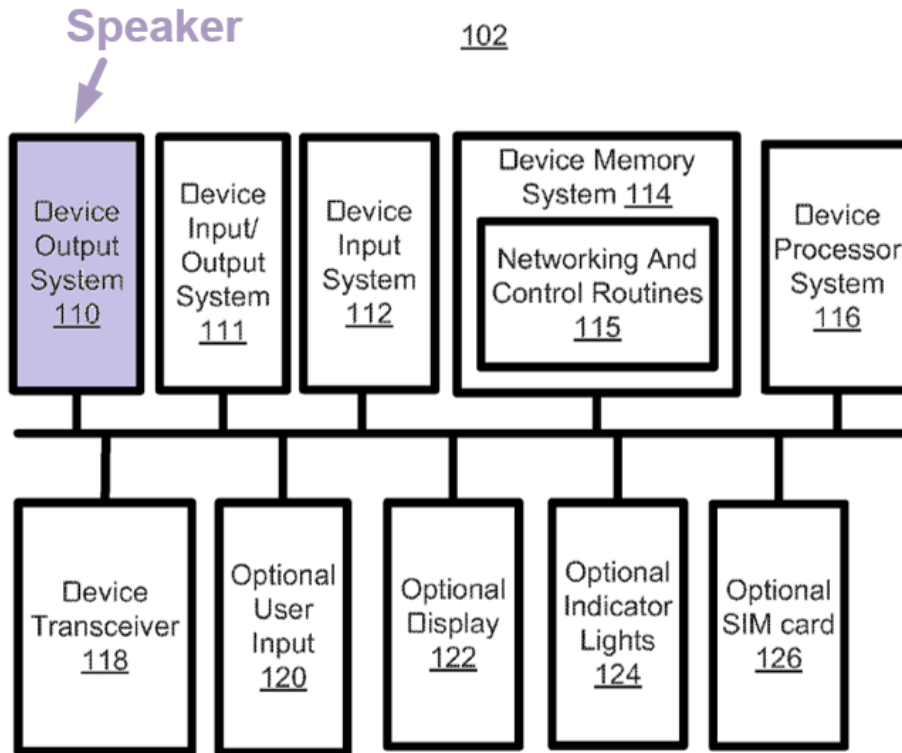 Speaker
102
Device
Output
System
110
Device
Input/
Output
System
111
Device
Input
System
112
Device Memory
System 114
Networking And
Control Routines
115
Device
Processor
System
116
Device
Transceiver
118
Optional
User
Input
120
Optional
Display
122
Optional
Indicator
Lights
124
Optional
SIM card
126